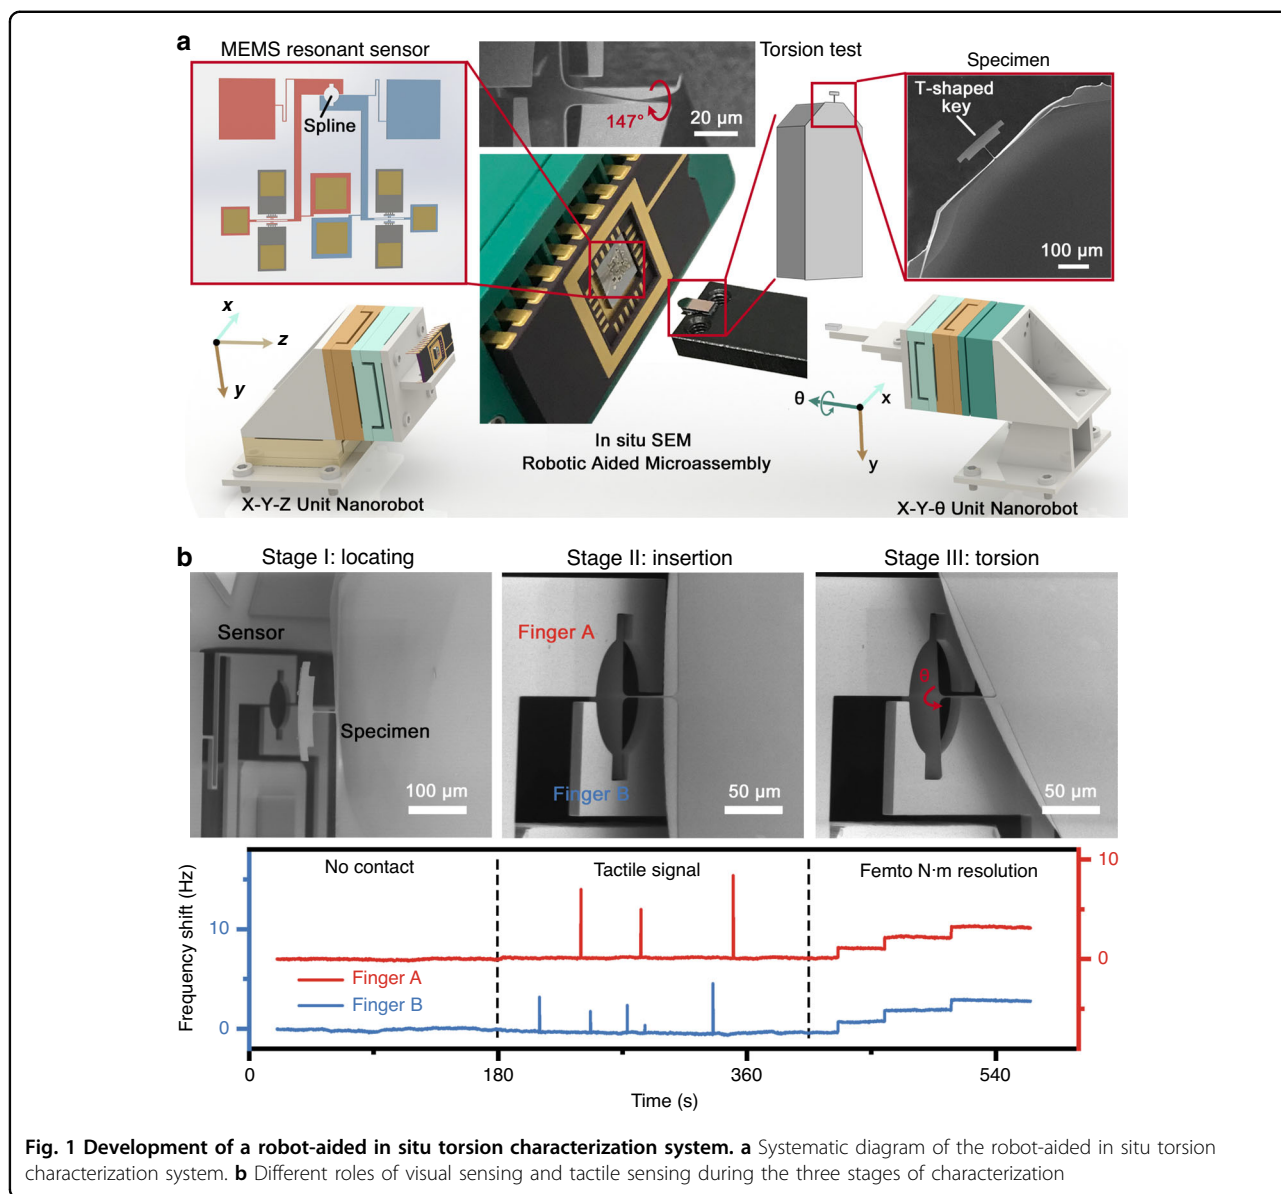 a
MEMS resonant sensor
Torsion test
Specimen
Spline
147°
20 µm
T-shaped
key
100 µm
x
z
y
θ
x
y
In situ SEM
Robotic Aided Microassembly
X-Y-Z Unit Nanorobot
X-Y-θ Unit Nanorobot
b
Stage I: locating
Stage II: insertion
Stage III: torsion
Sensor
Specimen
100 µm
Finger A
Finger B
50 µm
θ
50 µm
No contact
Tactile signal
Femto N·m resolution
Frequency shift (Hz)
10
0
10
0
Finger A
Finger B
0
180
360
540
Time (s)
Fig. 1 Development of a robot-aided in situ torsion characterization system. a Systematic diagram of the robot-aided in situ torsion
characterization system. b Different roles of visual sensing and tactile sensing during the three stages of characterization